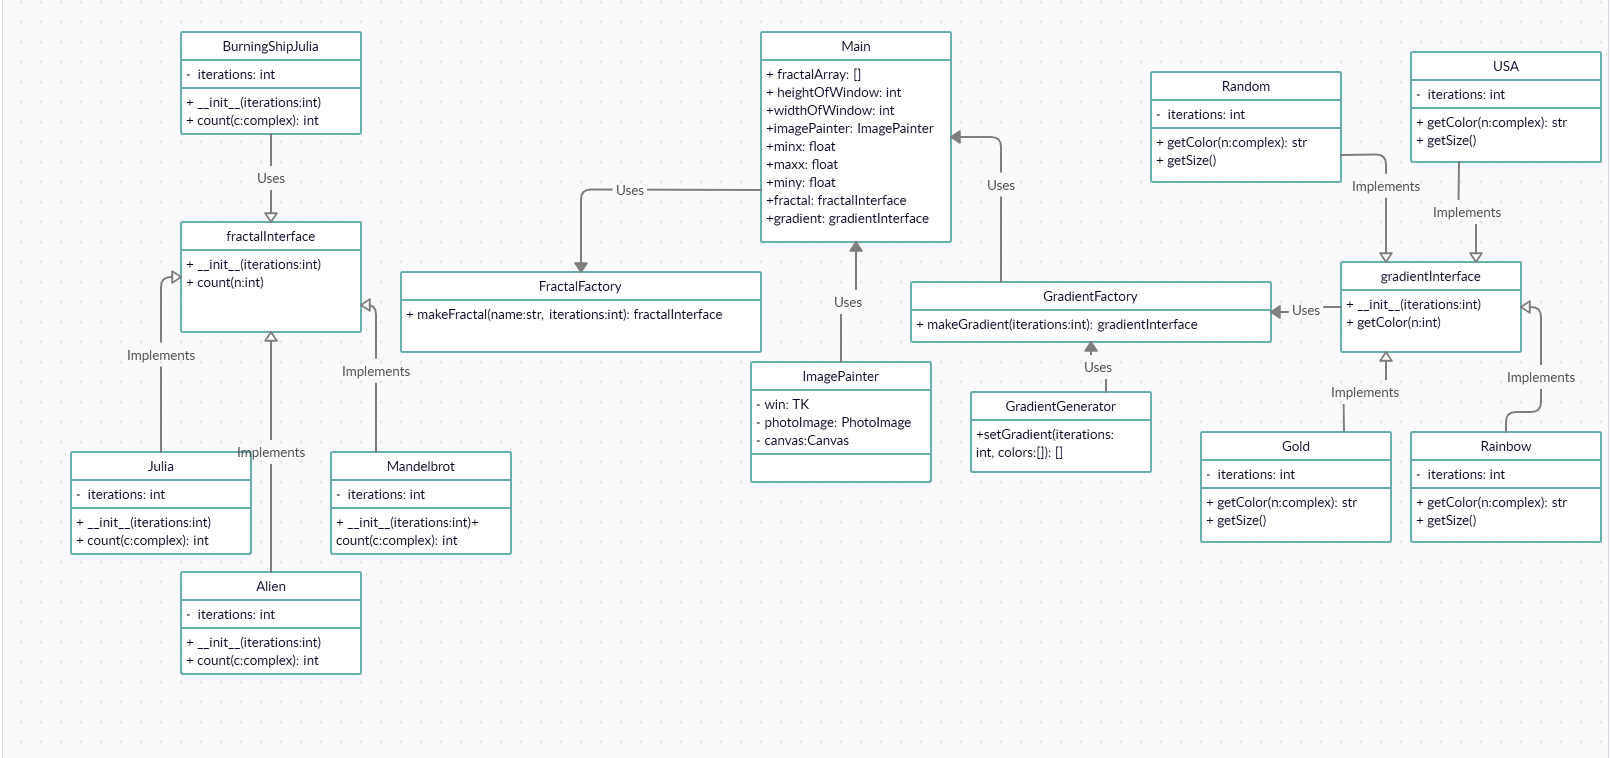 BurningShipJulia
- iterations: int
+ __init__(iterations:int)
+ count(c:complex): int
Uses
fractalInterface
+ __init__(iterations:int)
+ count(n:int)
Implements
Implements
Implements
Julia
- iterations: int
+ __init__(iterations:int)
+ count(c:complex): int
Mandelbrot
- iterations: int
+ __init__(iterations:int)+
count(c:complex): int
Alien
- iterations: int
+ __init__(iterations:int)
+ count(c:complex): int
Main
+ fractalArray: []
+ heightOfWindow: int
+widthOfWindow: int
+imagePainter: ImagePainter
+minx: float
+maxx: float
+miny: float
+fractal: fractalInterface
+gradient: gradientInterface
Uses
Uses
Uses
FractalFactory
+ makeFractal(name:str, iterations:int): fractalInterface
ImagePainter
- win: TK
- photoImage: PhotoImage
- canvas:Canvas
GradientFactory
+ makeGradient(iterations:int): gradientInterface
Uses
GradientGenerator
+setGradient(iterations:
int, colors:[]): []
Uses
Random
- iterations: int
+ getColor(n:complex): str
+ getSize()
Implements
USA
- iterations: int
+ getColor(n:complex): str
+ getSize()
Implements
gradientInterface
+ __init__(iterations:int)
+ getColor(n:int)
Implements
Implements
Gold
- iterations: int
+ getColor(n:complex): str
+ getSize()
Rainbow
- iterations: int
+ getColor(n:complex): str
+ getSize()